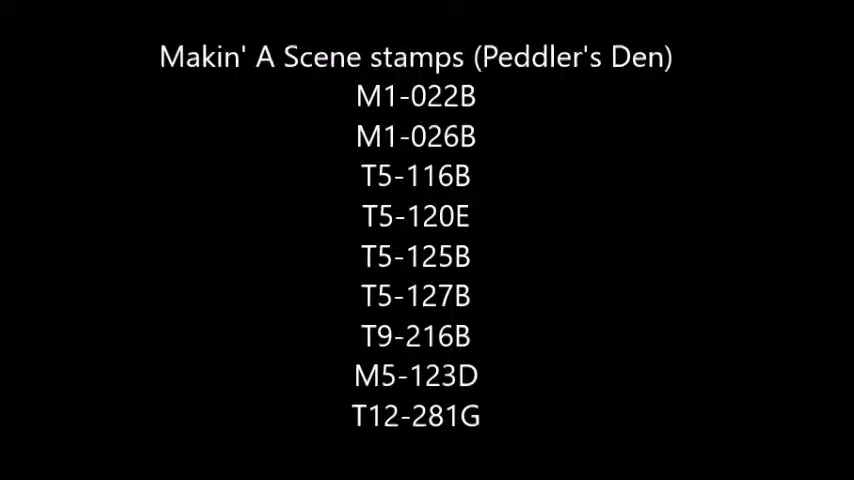 Makin' A Scene stamps (Peddler's Den)
M1-022B
M1-026B
T5-116B
T5-120E
T5-125B
T5-127B
T9-216B
M5-123D
T12-281G